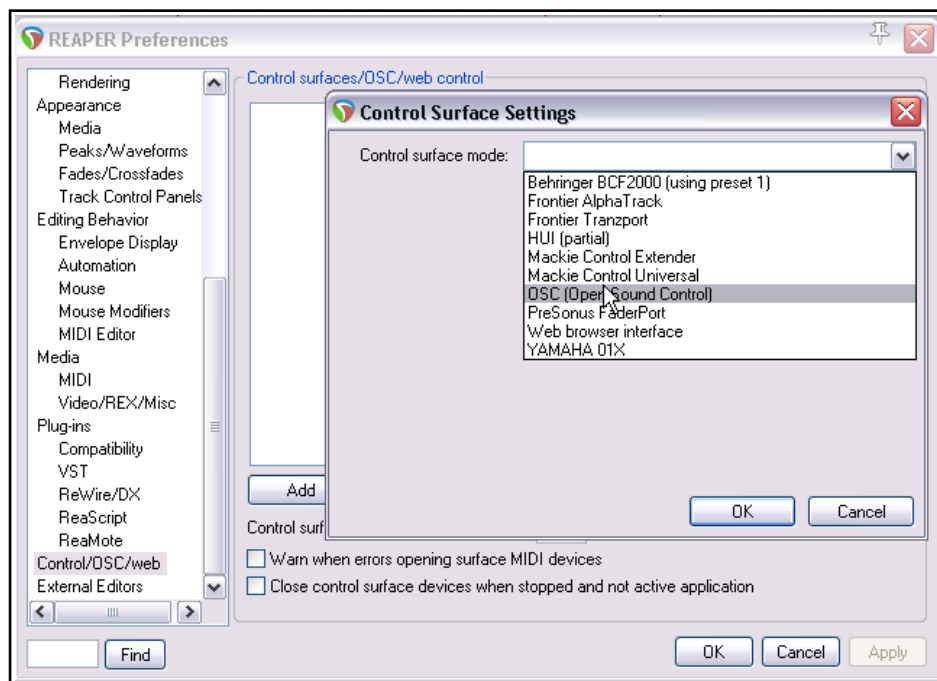 REAPER Preferences
Rendering
Appearance
Media
Peaks/Waveforms
Fades/Crossfades
Track Control Panels
Editing Behavior
Envelope Display
Automation
Mouse
Mouse Modifiers
MIDI Editor
Media
MIDI
Video/REX/Misc
Plug-ins
Compatibility
VST
ReWire/DX
ReaScript
ReaMote
Control/OSC/web
External Editors
Find
Control surfaces/OSC/web control
Control Surface Settings
Control surface mode:
Behringer BCF2000 (using preset 1)
Frontier AlphaTrack
Frontier Tranzport
HUI (partial)
Mackie Control Extender
Mackie Control Universal
OSC (Open Sound Control)
PreSonus FaderPort
Web browser interface
YAMAHA 01X
OK Cancel
Add
Control surf
Warn when errors opening surface MIDI devices
Close control surface devices when stopped and not active application
OK Cancel Apply